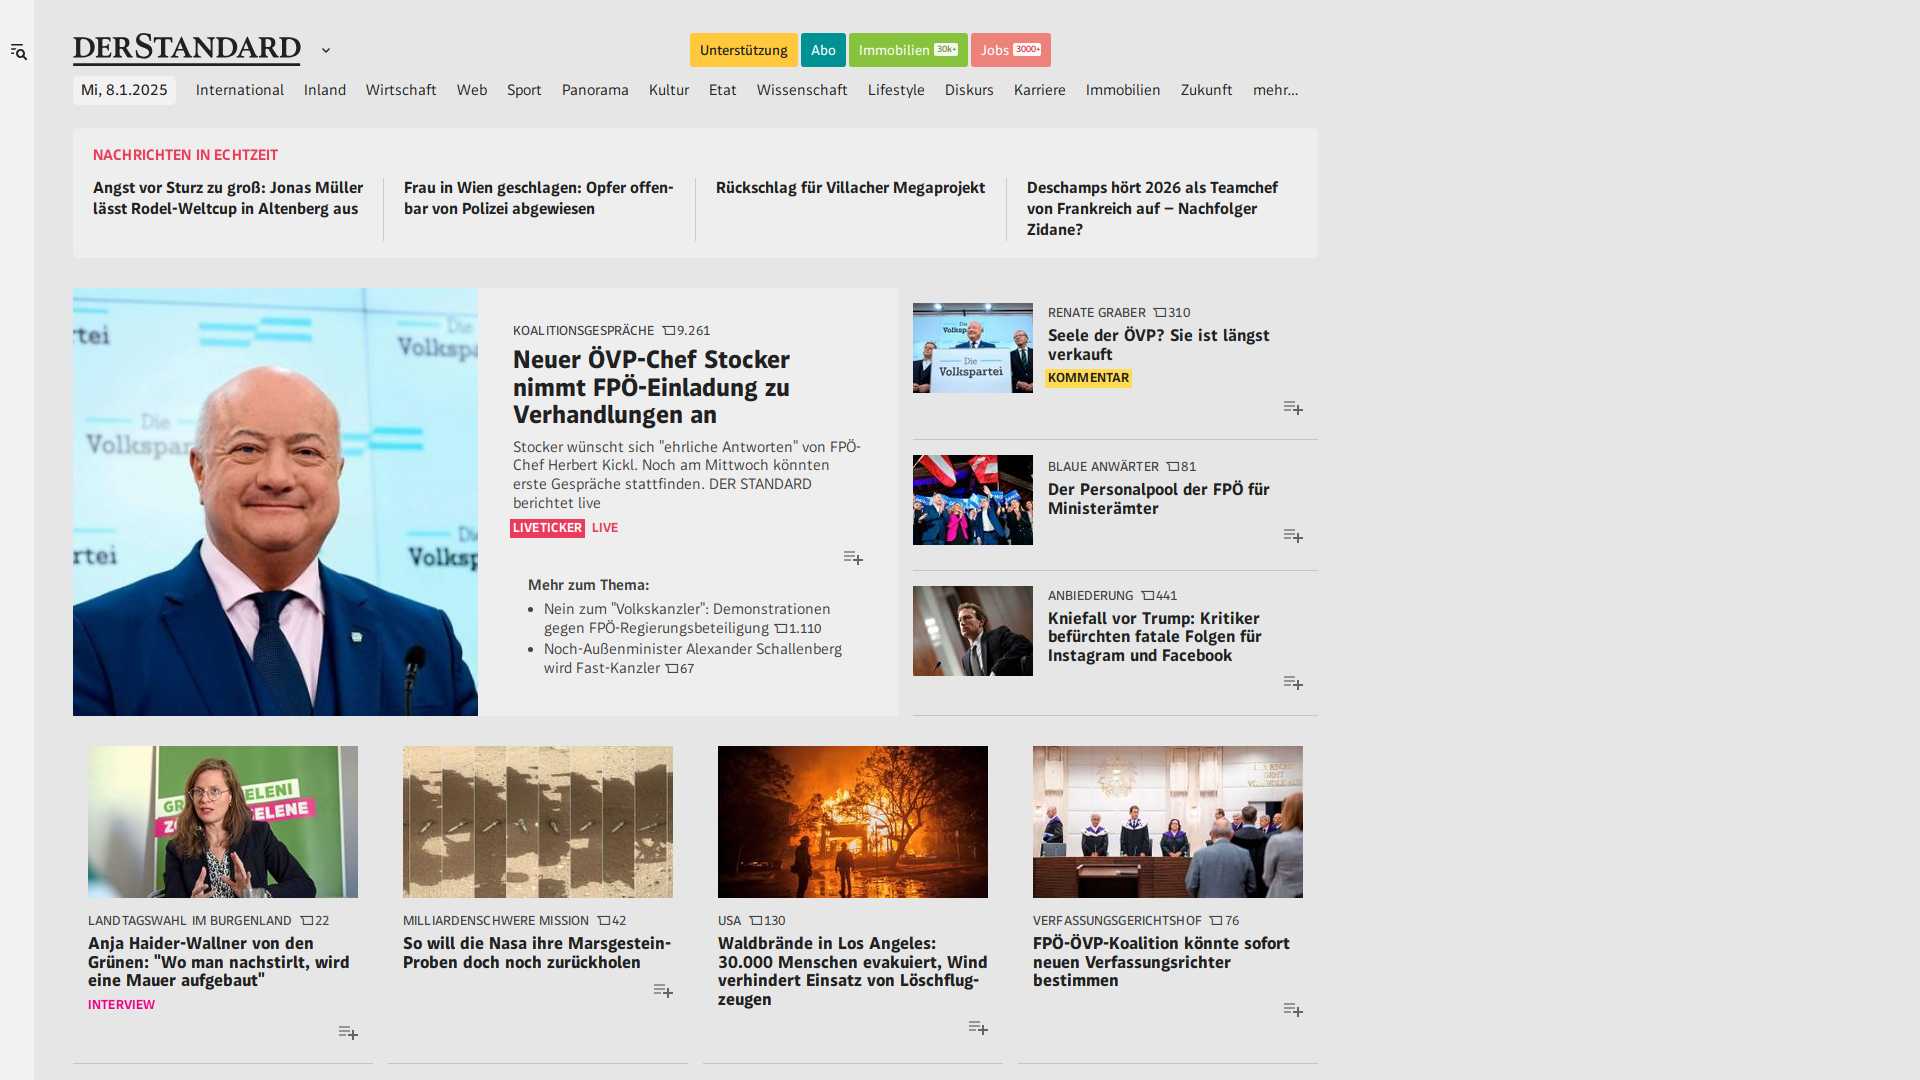 DERSTANDARD
Unterstützung
Abo
Immobilien 30k+
Jobs 3000+
Mi, 8.1.2025
International
Inland
Wirtschaft
Web
Sport
Panorama
Kultur
Etat
Wissenschaft
Lifestyle
Diskurs
Karriere
Immobilien
Zukunft
mehr…
NACHRICHTEN IN ECHTZEIT
Angst vor Sturz zu groß: Jonas Müller
lässt Rodel-Weltcup in Altenberg aus
Frau in Wien geschlagen: Opfer offen-
bar von Polizei abgewiesen
Rückschlag für Villacher Megaprojekt
Deschamps hört 2026 als Teamchef
von Frankreich auf – Nachfolger
Zidane?
KOALITIONSGESPRÄCHE 9.261
Neuer ÖVP-Chef Stocker
nimmt FPÖ-Einladung zu
Verhandlungen an
Stocker wünscht sich "ehrliche Antworten" von FPÖ-
Chef Herbert Kickl. Noch am Mittwoch könnten
erste Gespräche stattfinden. DER STANDARD
berichtet live
LIVETICKER LIVE
Mehr zum Thema:
Nein zum "Volkskanzler": Demonstrationen
gegen FPÖ-Regierungsbeteiligung 1.110
Noch-Außenminister Alexander Schallenberg
wird Fast-Kanzler 67
RENATE GRABER 310
Seele der ÖVP? Sie ist längst
verkauft
KOMMENTAR
Die
Volkspartei
BLAUE ANWÄRTER 81
Der Personalpool der FPÖ für
Ministerämter
ANBIEDERUNG 441
Kniefall vor Trump: Kritiker
befürchten fatale Folgen für
Instagram und Facebook
LANDTAGSWAHL IM BURGENLAND 22
Anja Haider-Wallner von den
Grünen: "Wo man nachstirlt, wird
eine Mauer aufgebaut"
INTERVIEW
MILLIARDENSCHWERE MISSION 42
So will die Nasa ihre Marsgestein-
Proben doch noch zurückholen
USA 130
Waldbrände in Los Angeles:
30.000 Menschen evakuiert, Wind
verhindert Einsatz von Löschflug-
zeugen
VERFASSUNGSGERICHTSHOF 76
FPÖ-ÖVP-Koalition könnte sofort
neuen Verfassungsrichter
bestimmen